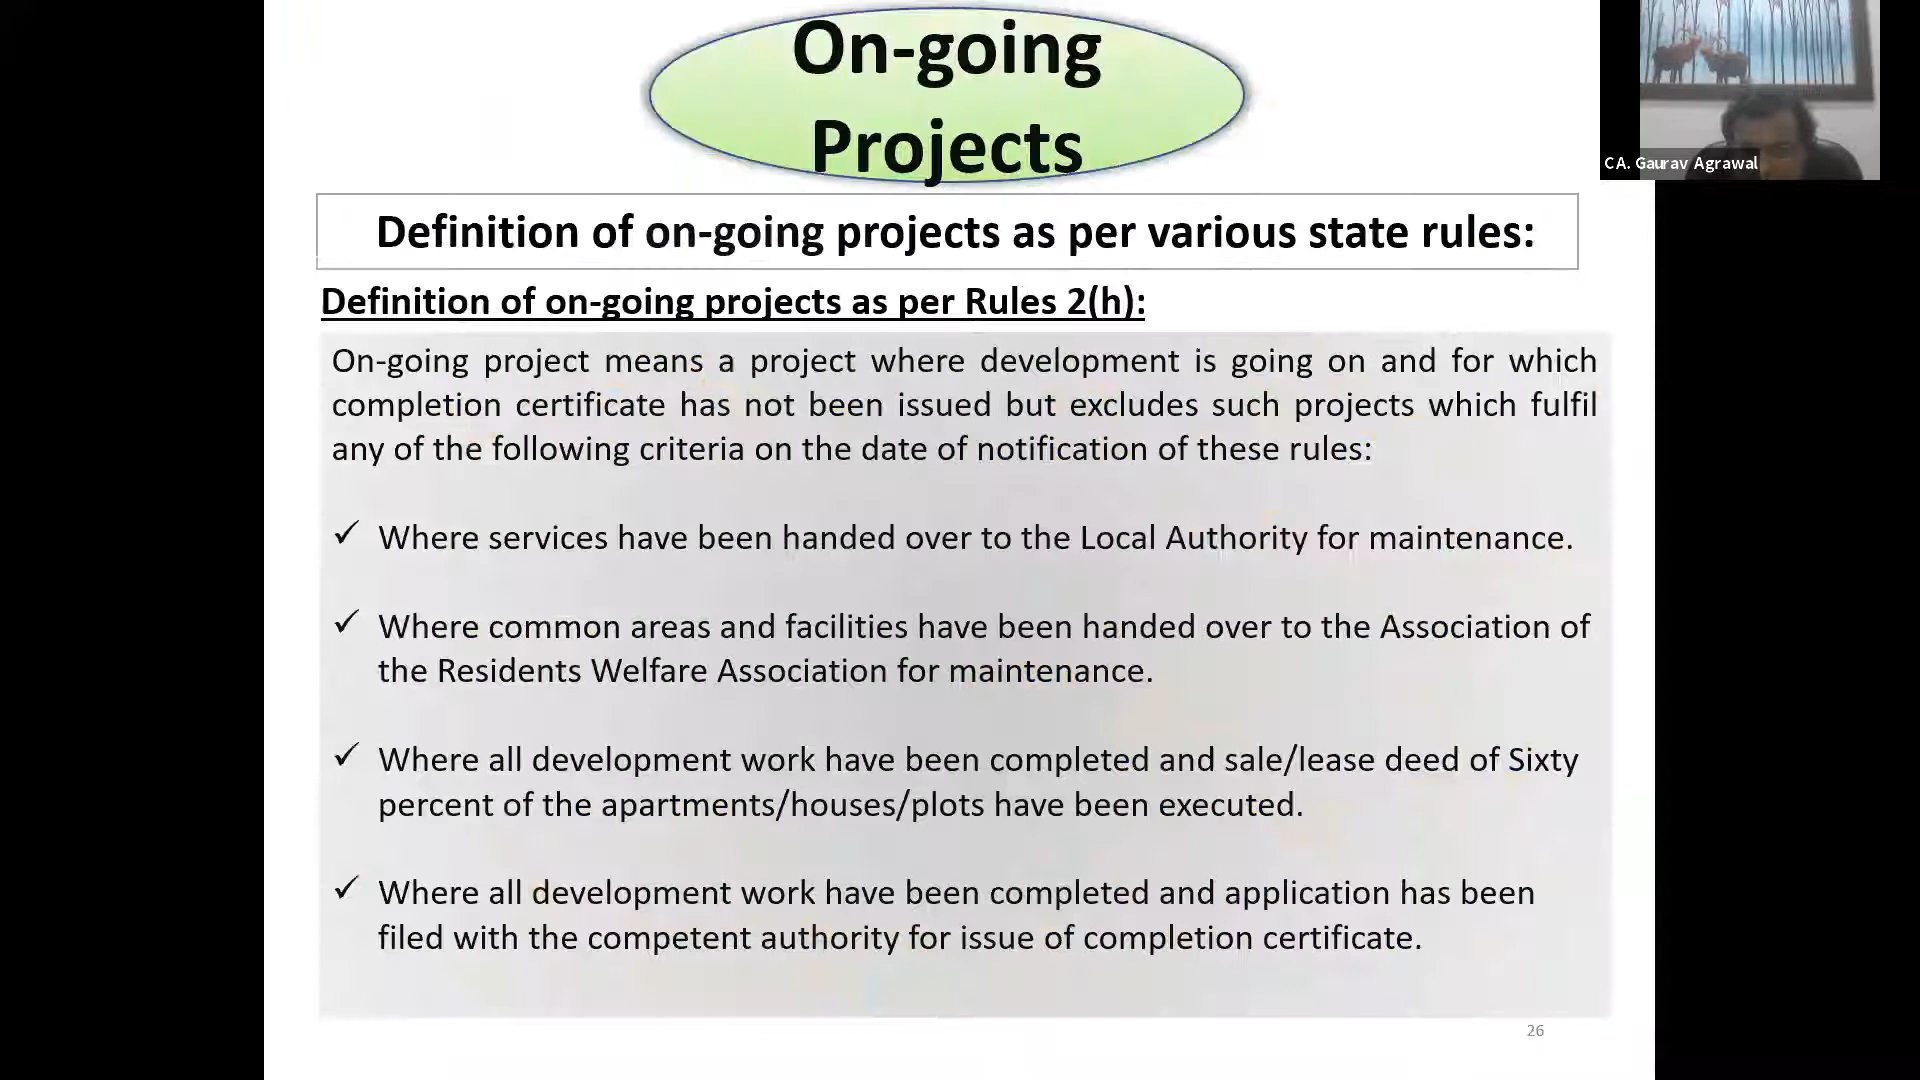 On-going
Projects
CA. Gaurav Agrawal
Definition of on-going projects as per various state rules:
Definition of on-going projects as per Rules 2(h):
On-going project means a project where development is going on and for which
completion certificate has not been issued but excludes such projects which fulfil
any of the following criteria on the date of notification of these rules:
✓ Where services have been handed over to the Local Authority for maintenance.
✓ Where common areas and facilities have been handed over to the Association of
the Residents Welfare Association for maintenance.
✓ Where all development work have been completed and sale/lease deed of Sixty
percent of the apartments/houses/plots have been executed.
✓ Where all development work have been completed and application has been
filed with the competent authority for issue of completion certificate.
26